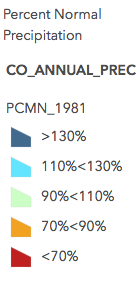 Percent Normal
Precipitation
CO_ANNUAL_PREC
PCMN_1981
>130%
110%<130%
90%<110%
70%<90%
<70%